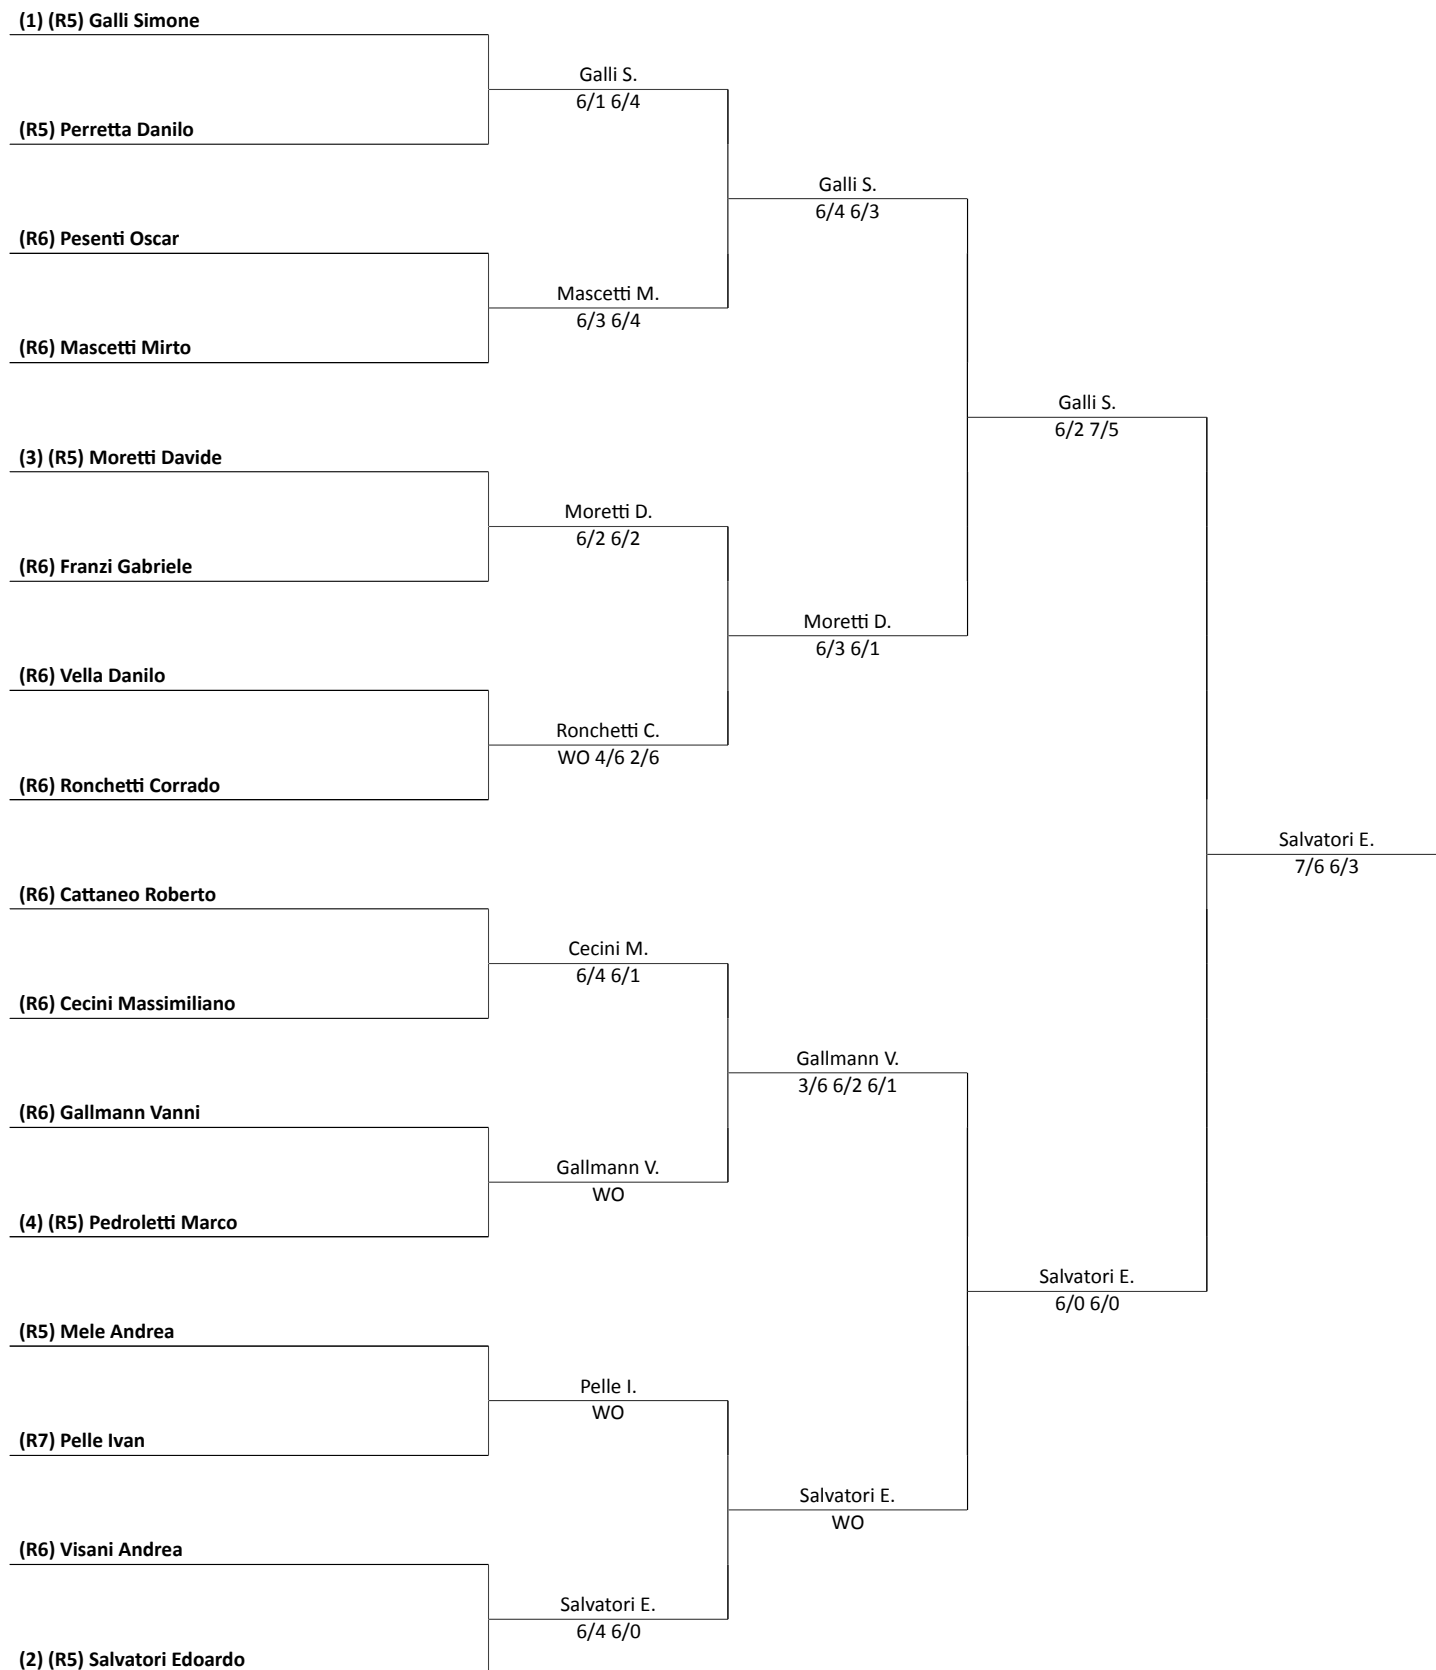 (1) (R5) Galli Simone
Galli S.
6/1 6/4
(R5) Perretta Danilo
Galli S.
6/4 6/3
(R6) Pesenti Oscar
Mascetti M.
6/3 6/4
(R6) Mascetti Mirto
Galli S.
6/2 7/5
(3) (R5) Moretti Davide
Moretti D.
6/2 6/2
(R6) Franzi Gabriele
Moretti D.
6/3 6/1
(R6) Vella Danilo
Ronchetti C.
WO 4/6 2/6
(R6) Ronchetti Corrado
Salvatori E.
7/6 6/3
(R6) Cattaneo Roberto
Cecini M.
6/4 6/1
(R6) Cecini Massimiliano
Gallmann V.
3/6 6/2 6/1
(R6) Gallmann Vanni
Gallmann V.
WO
(4) (R5) Pedroletti Marco
Salvatori E.
6/0 6/0
(R5) Mele Andrea
Pelle I.
WO
(R7) Pelle Ivan
Salvatori E.
WO
(R6) Visani Andrea
Salvatori E.
6/4 6/0
(2) (R5) Salvatori Edoardo